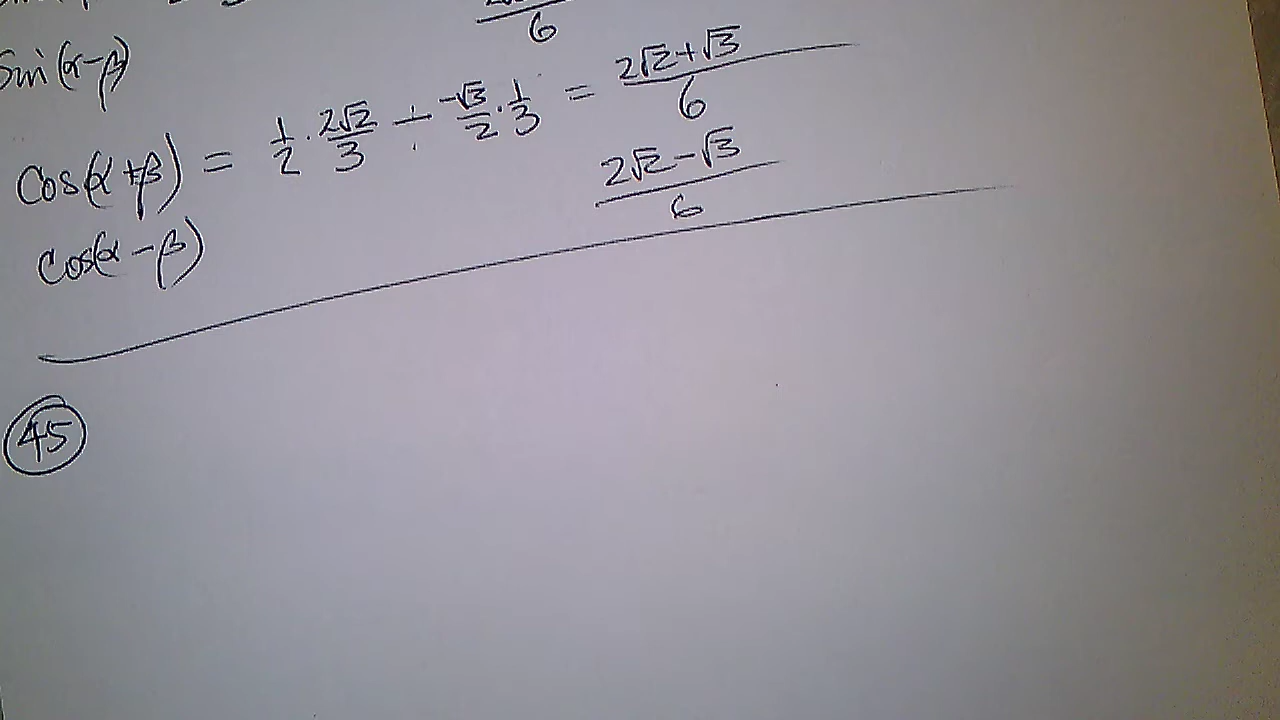 6
Sin(α-β)
Cos(α+β) = 1/2 · 2√2/3 ∓ -√3/2 · 1/3 = 2√2+√3/6
2√2-√3/6
Cos(α-β)
45